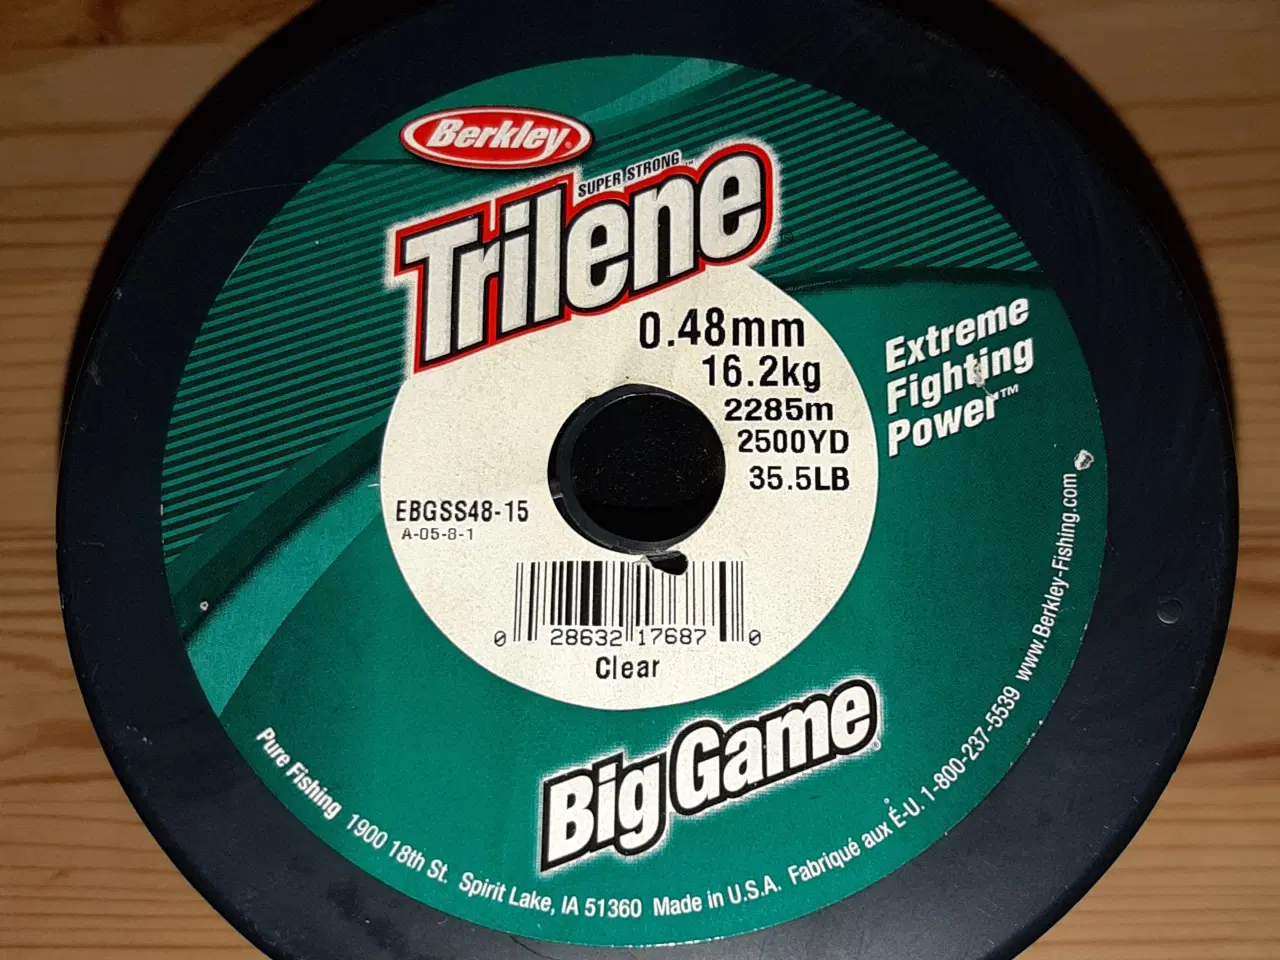 Berkley®
SUPER STRONG™
Trilene®
0.48mm
16.2kg
2285m
2500YD
35.5LB
Extreme
Fighting
Power™
EBGSS48-15
A-05-8-1
0 28632 17687 0
Clear
Big Game®
Pure Fishing 1900 18th St. Spirit Lake, IA 51360 Made in U.S.A. Fabriqué aux É-U. 1-800-237-5539 www.Berkley-Fishing.com